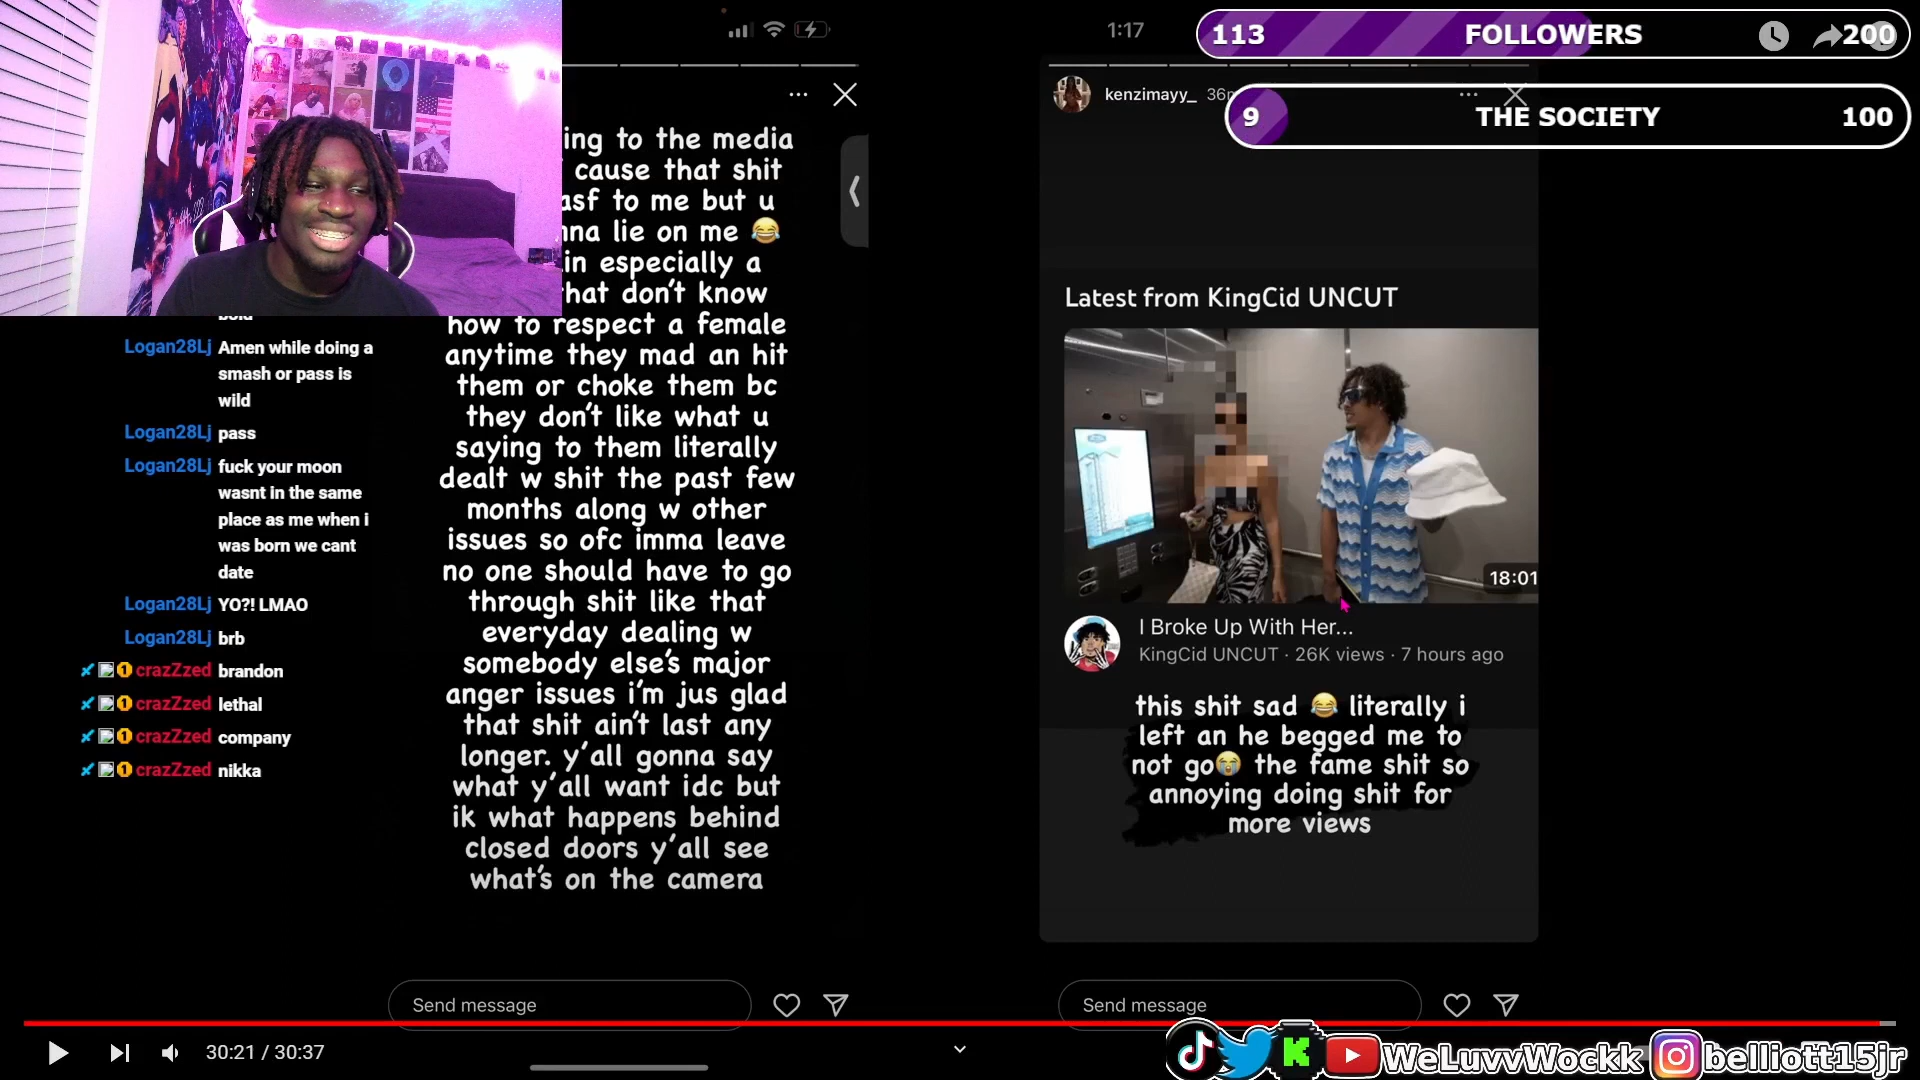 1:17
113 FOLLOWERS 200
9 THE SOCIETY 100
kenzimayy_
ing to the media
cause that shit
asf to me but u
nna lie on me 😂
in especially a
that don't know
how to respect a female
anytime they mad an hit
them or choke them bc
they don't like what u
saying to them literally
dealt w shit the past few
months along w other
issues so ofc imma leave
no one should have to go
through shit like that
everyday dealing w
somebody else's major
anger issues i'm jus glad
that shit ain't last any
longer. y'all gonna say
what y'all want idc but
ik what happens behind
closed doors y'all see
what's on the camera
Logan28Lj Amen while doing a
smash or pass is
wild
Logan28Lj pass
Logan28Lj fuck your moon
wasnt in the same
place as me when i
was born we cant
date
Logan28Lj YO?! LMAO
Logan28Lj brb
crazZzed brandon
crazZzed lethal
crazZzed company
crazZzed nikka
Latest from KingCid UNCUT
18:01
I Broke Up With Her...
KingCid UNCUT · 26K views · 7 hours ago
this shit sad 😂 literally i
left an he begged me to
not go😭 the fame shit so
annoying doing shit for
more views
Send message
Send message
30:21 / 30:37
WeLuvvWockk
belliott15jr